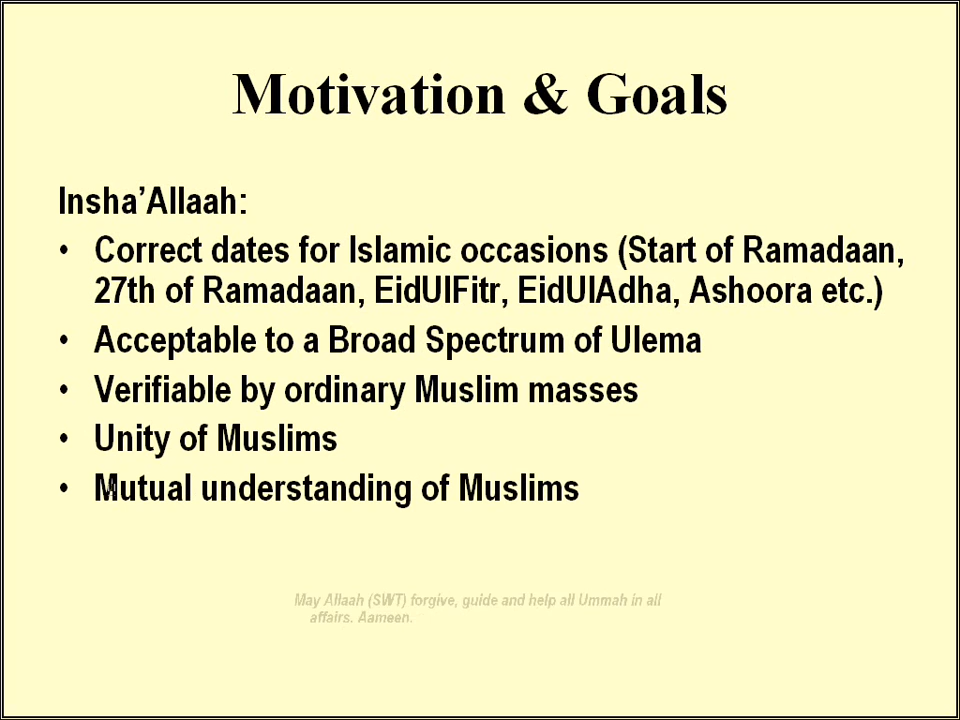 Motivation & Goals
Insha’Allaah:
• Correct dates for Islamic occasions (Start of Ramadaan,
27th of Ramadaan, EidUlFitr, EidUlAdha, Ashoora etc.)
• Acceptable to a Broad Spectrum of Ulema
• Verifiable by ordinary Muslim masses
• Unity of Muslims
• Mutual understanding of Muslims
May Allaah (SWT) forgive, guide and help all Ummah in all
affairs. Aameen.